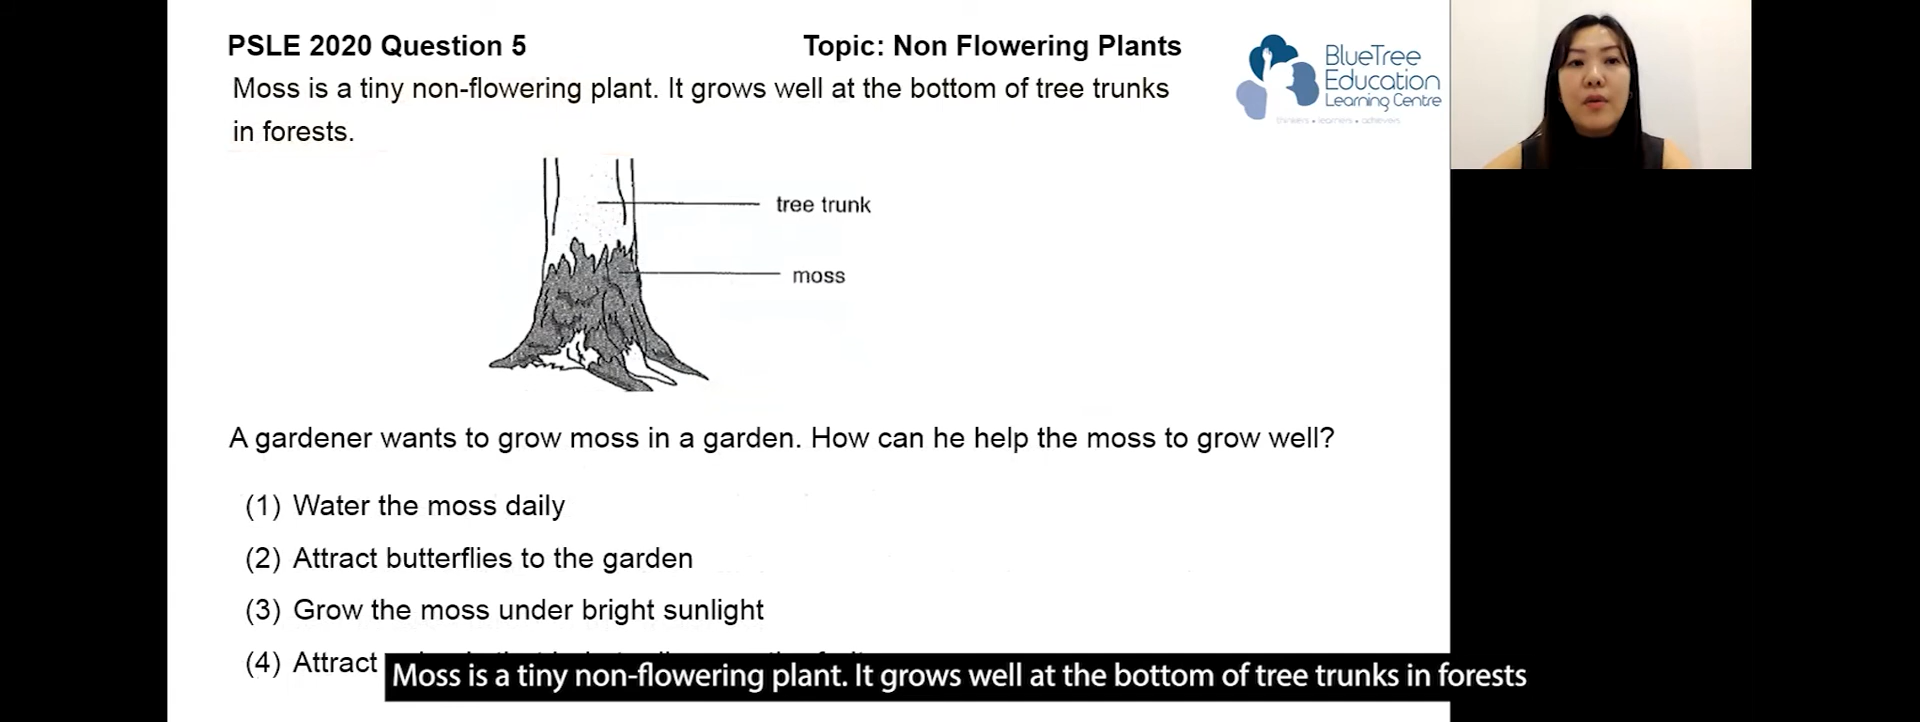 PSLE 2020 Question 5
Topic: Non Flowering Plants
BlueTree
Education
Learning Centre
thinkers • learners • achievers
Moss is a tiny non-flowering plant. It grows well at the bottom of tree trunks
in forests.
tree trunk
moss
A gardener wants to grow moss in a garden. How can he help the moss to grow well?
(1) Water the moss daily
(2) Attract butterflies to the garden
(3) Grow the moss under bright sunlight
(4) Attract
Moss is a tiny non-flowering plant. It grows well at the bottom of tree trunks in forests